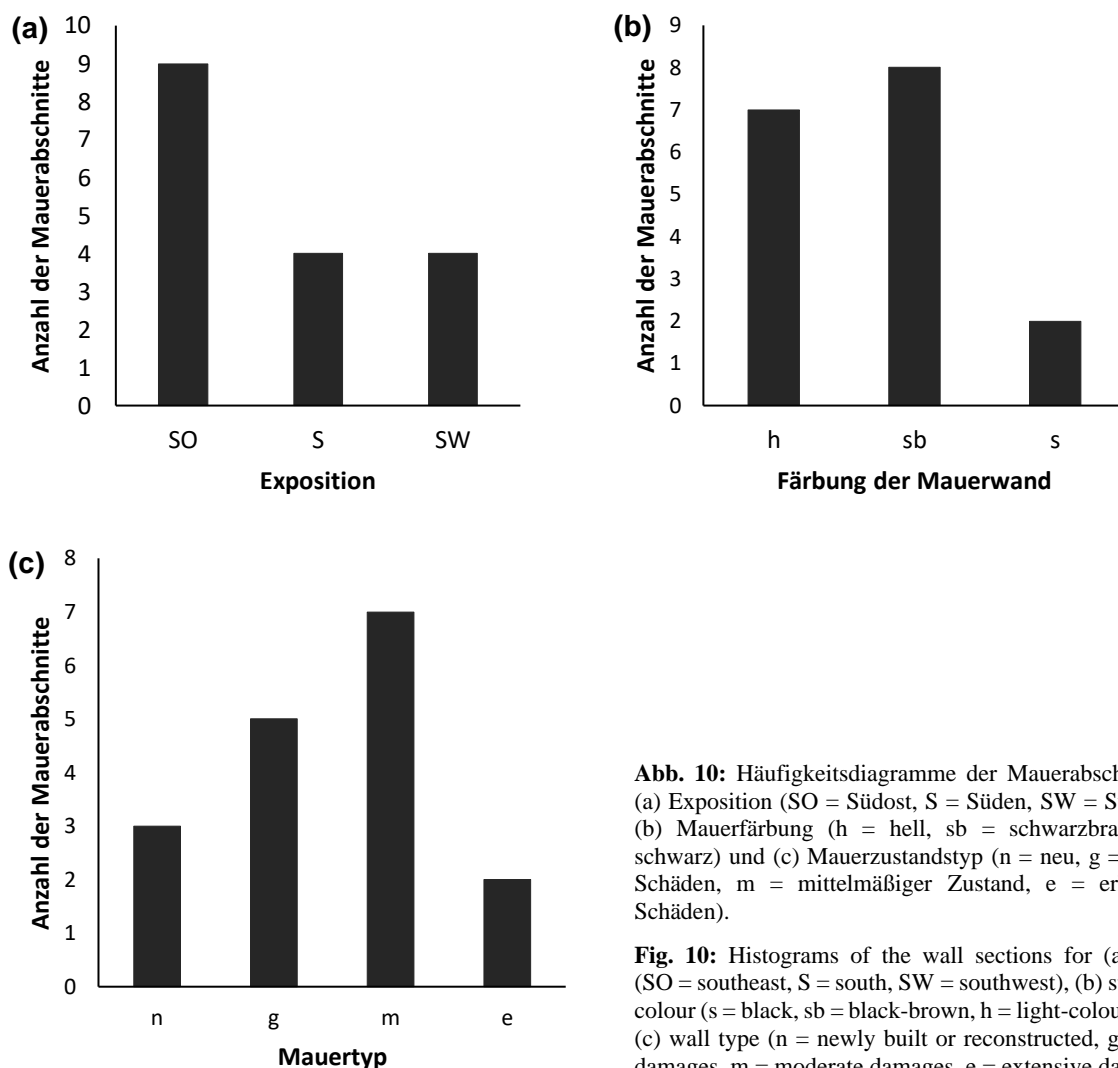 (a)
Anzahl der Mauerabschnitte
10
9
8
7
6
5
4
3
2
1
0
SO S SW
Exposition
(b)
Anzahl der Mauerabschnitte
9
8
7
6
5
4
3
2
1
0
h sb s
Färbung der Mauerwand
(c)
Anzahl der Mauerabschnitte
8
7
6
5
4
3
2
1
0
n g m e
Mauertyp
Abb. 10: Häufigkeitsdiagramme der Mauerabsch
(a) Exposition (SO = Südost, S = Süden, SW = S
(b) Mauerfärbung (h = hell, sb = schwarzbra
schwarz) und (c) Mauerzustandstyp (n = neu, g =
Schäden, m = mittelmäßiger Zustand, e = er
Schäden).
Fig. 10: Histograms of the wall sections for (a
(SO = southeast, S = south, SW = southwest), (b) s
colour (s = black, sb = black-brown, h = light-colou
(c) wall type (n = newly built or reconstructed, g
damages, m = moderate damages, e = extensive da